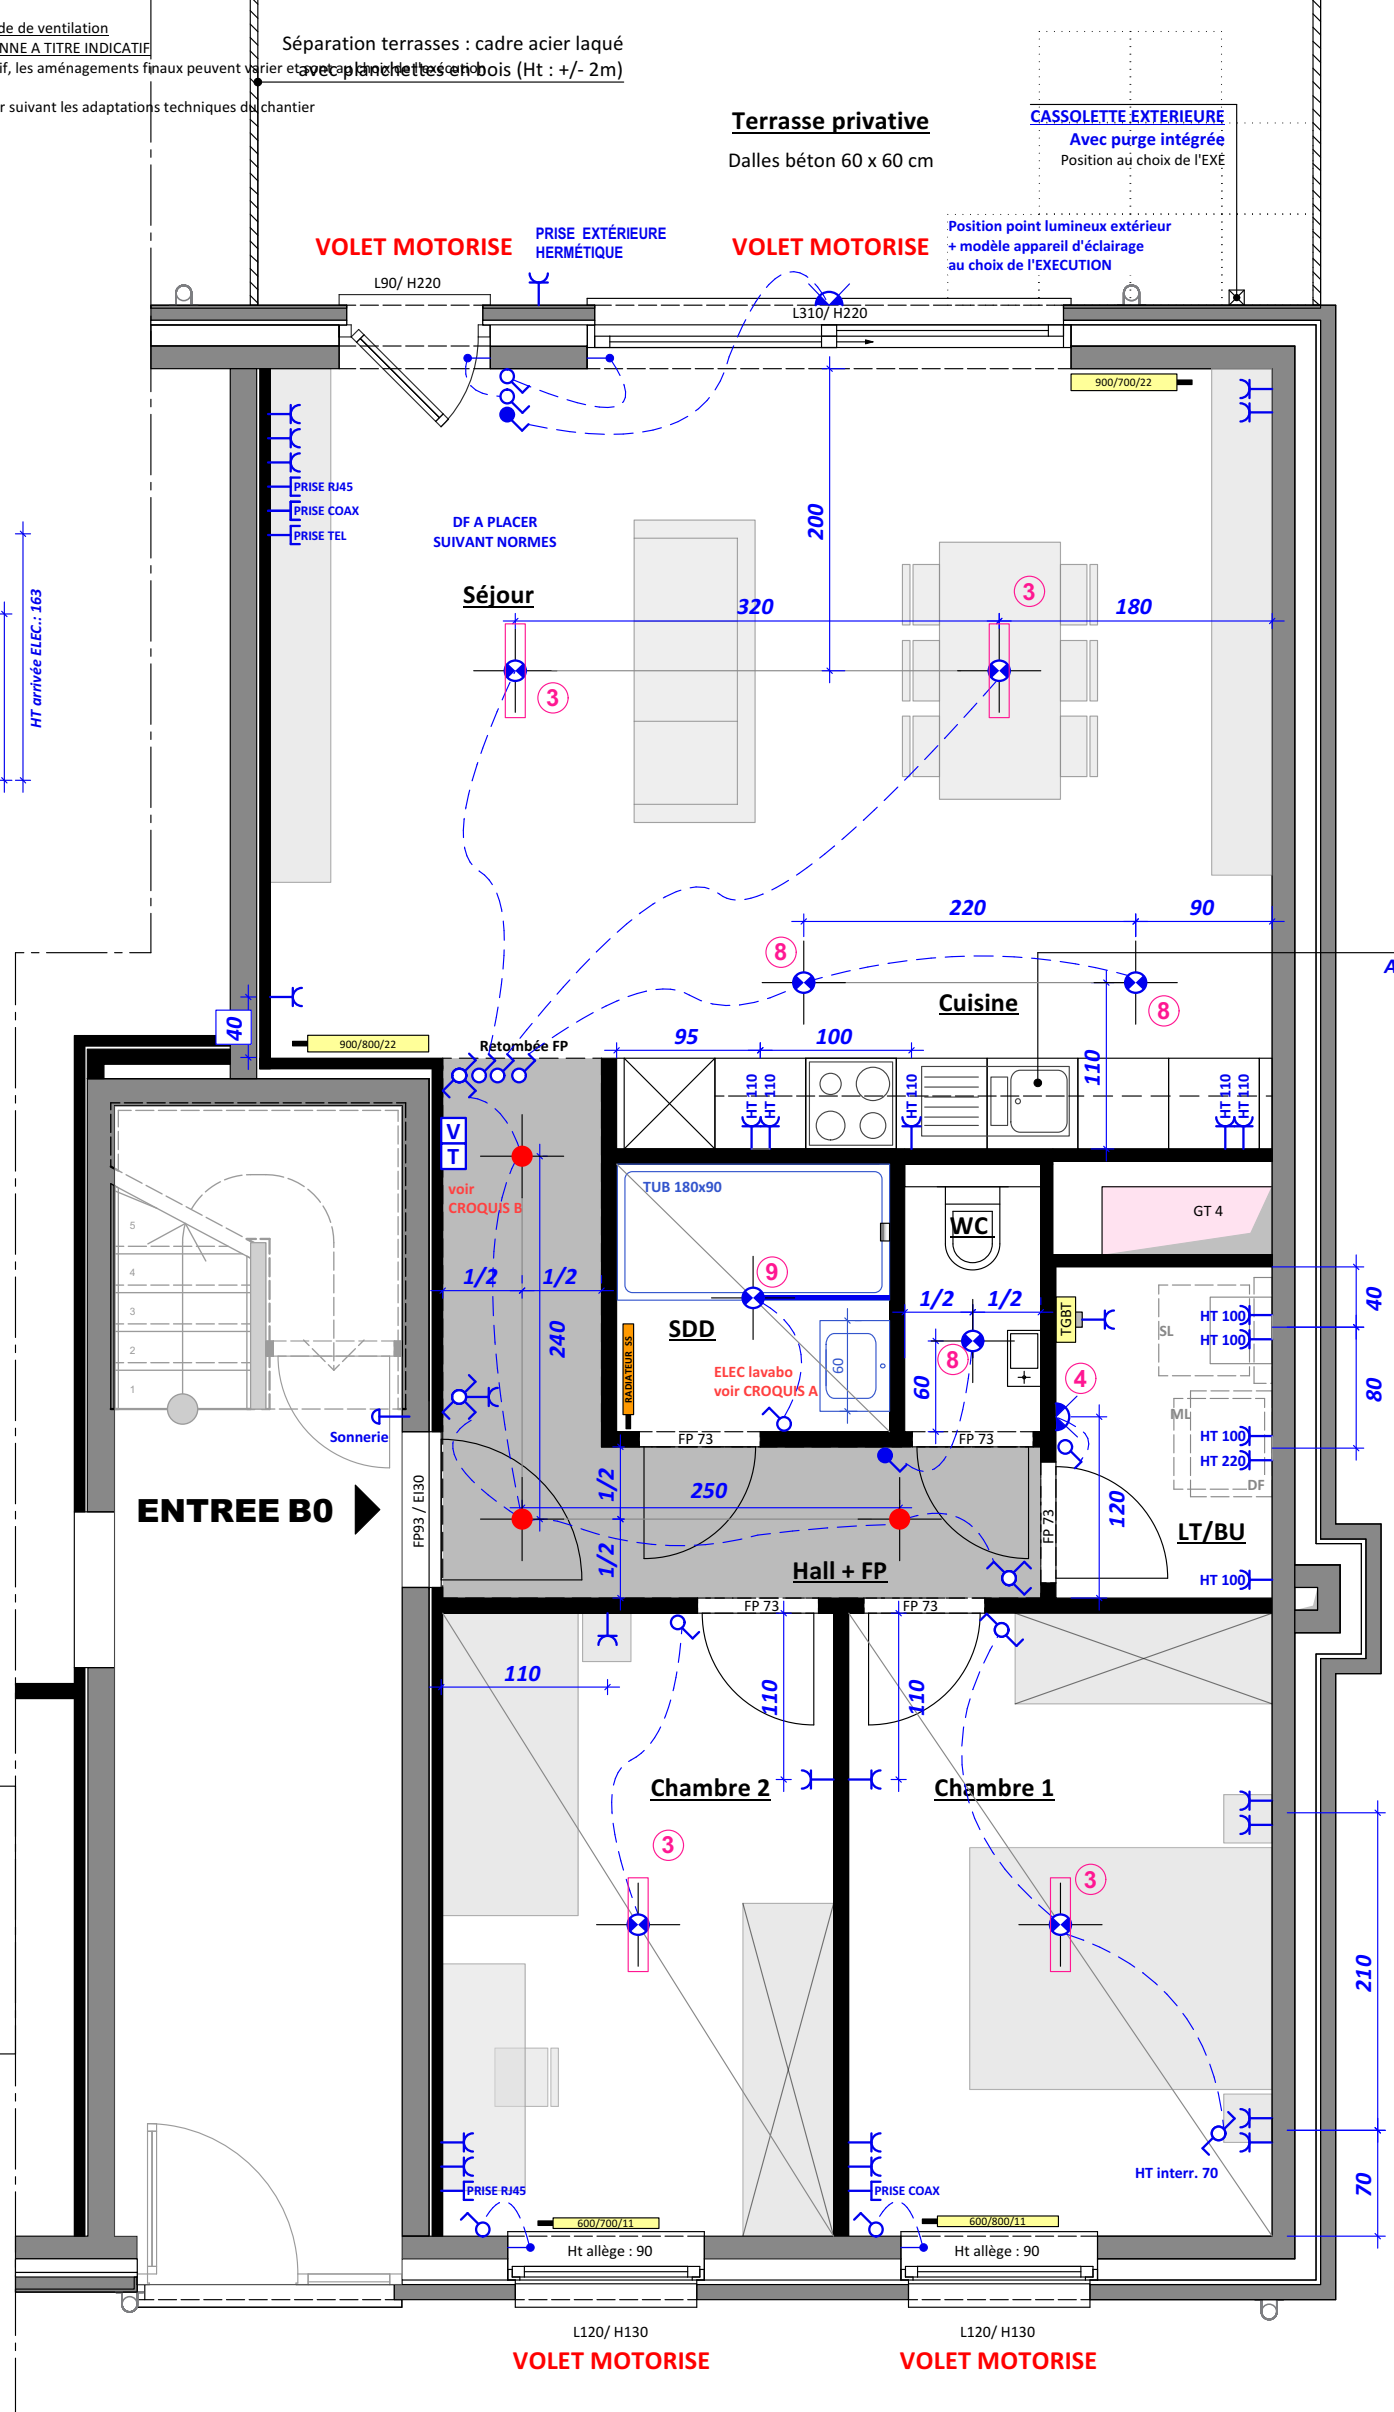 de de ventilation
NNE A TITRE INDICATIF
if, les aménagements finaux peuvent varier et sont au choix de l'exécution
r suivant les adaptations techniques du chantier
Séparation terrasses : cadre acier laqué
avec planchettes en bois (Ht : +/- 2m)
Terrasse privative
Dalles béton 60 x 60 cm
CASSOLETTE EXTERIEURE
Avec purge intégrée
Position au choix de l'EXE
VOLET MOTORISE
PRISE EXTÉRIEURE
HERMÉTIQUE
VOLET MOTORISE
Position point lumineux extérieur
+ modèle appareil d'éclairage
au choix de l'EXECUTION
L90/ H220
L310/ H220
900/700/22
PRISE RJ45
PRISE COAX
PRISE TEL
DF A PLACER
SUIVANT NORMES
200
HT arrivée ELEC.: 163
Séjour
320
3
180
3
220
90
8
A
Cuisine
8
40
900/800/22
Retombée FP
95
100
110
HT 110
HT 110
HT 110
HT 110
HT 110
V
T
voir
CROQUIS B
TUB 180x90
WC
GT 4
5
4
3
2
1
1/2
1/2
240
9
SDD
RADIATEUR SS
ELEC lavabo
voir CROQUIS A
60
1/2
1/2
8
60
TGBT
SL
HT 100
HT 100
40
80
4
ML
HT 100
HT 220
DF
Sonnerie
FP 73
FP 73
ENTREE B0
FP93 / EI30
1/2
1/2
250
FP 73
120
LT/BU
Hall + FP
HT 100
FP 73
FP 73
110
110
110
Chambre 2
Chambre 1
3
3
210
PRISE RJ45
PRISE COAX
HT interr. 70
70
600/700/11
600/800/11
Ht allège : 90
Ht allège : 90
L120/ H130
L120/ H130
VOLET MOTORISE
VOLET MOTORISE